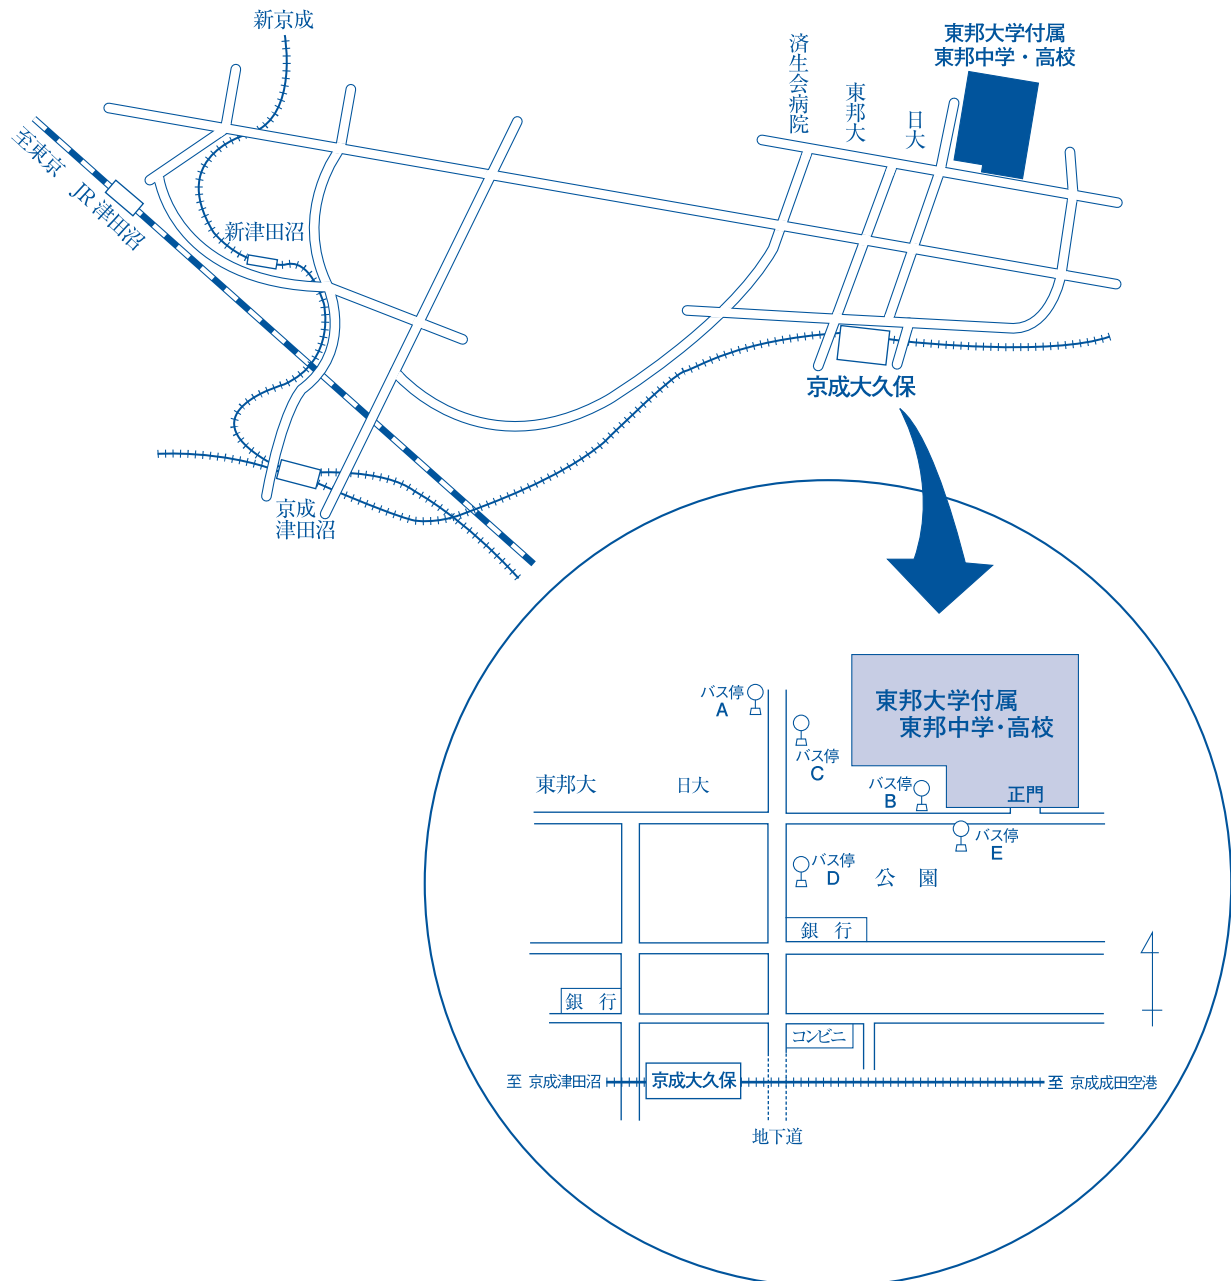 新京成
済生会病院
東邦大
日大
東邦大学付属
東邦中学・高校
至東京
JR津田沼
新津田沼
京成大久保
京成
津田沼
東邦大学付属
東邦中学・高校
正門
バス停
A
バス停
C
バス停
B
バス停
E
バス停
D
東邦大
日大
公園
銀行
銀行
コンビニ
至 京成津田沼
京成大久保
至 京成成田空港
地下道